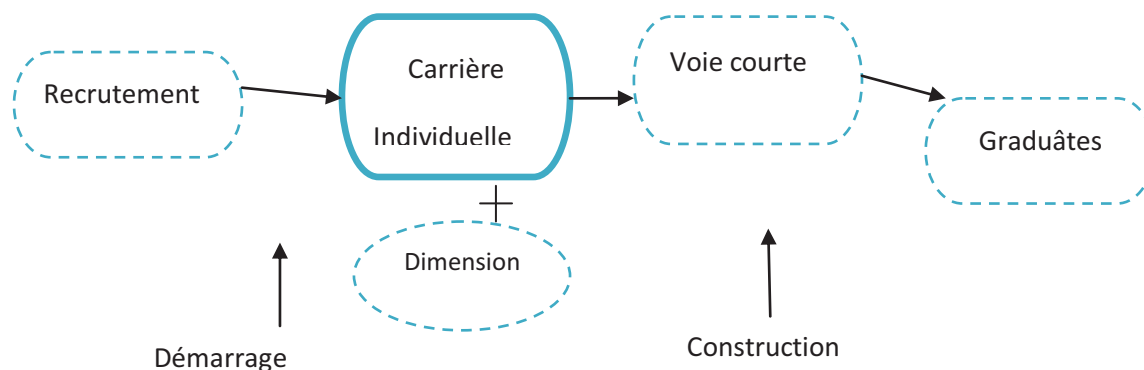 Recrutement
Carrière
Individuelle
Voie courte
Graduâtes
Dimension
Démarrage
Construction